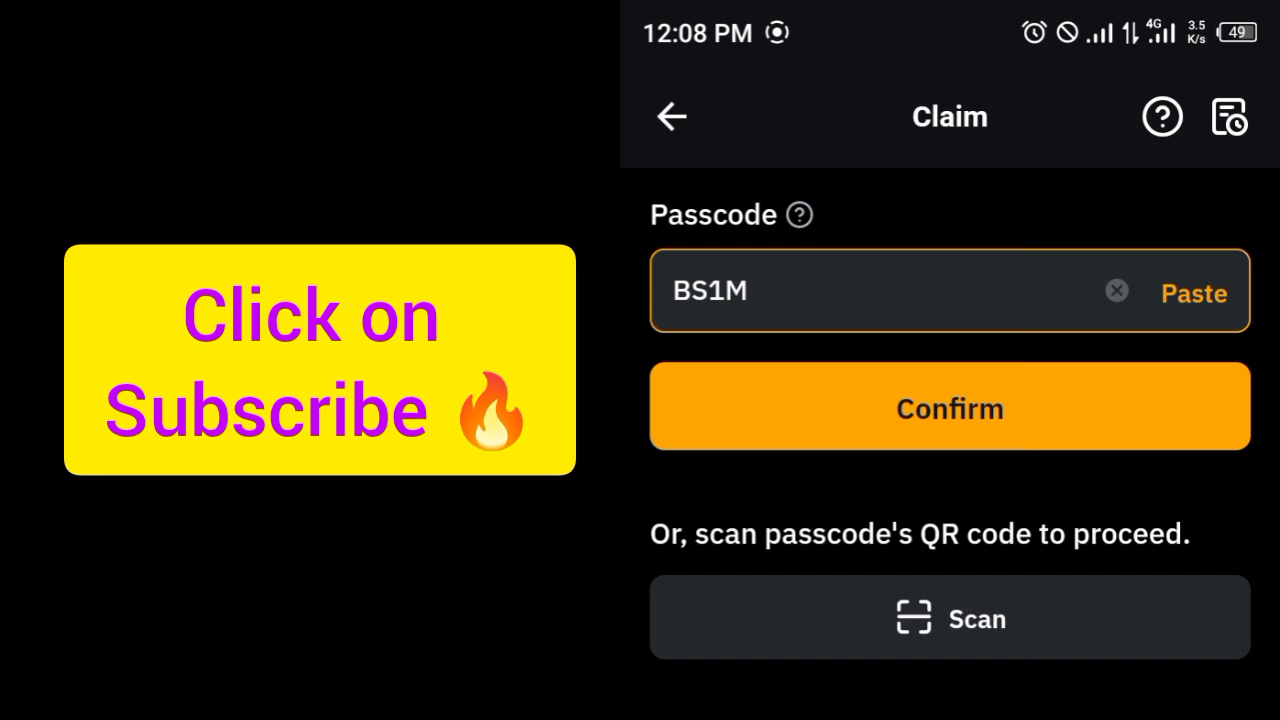 Click on
Subscribe 🔥
12:08 PM
4G
3.5
K/s
49
Claim
Passcode
BS1M
Paste
Confirm
Or, scan passcode's QR code to proceed.
Scan